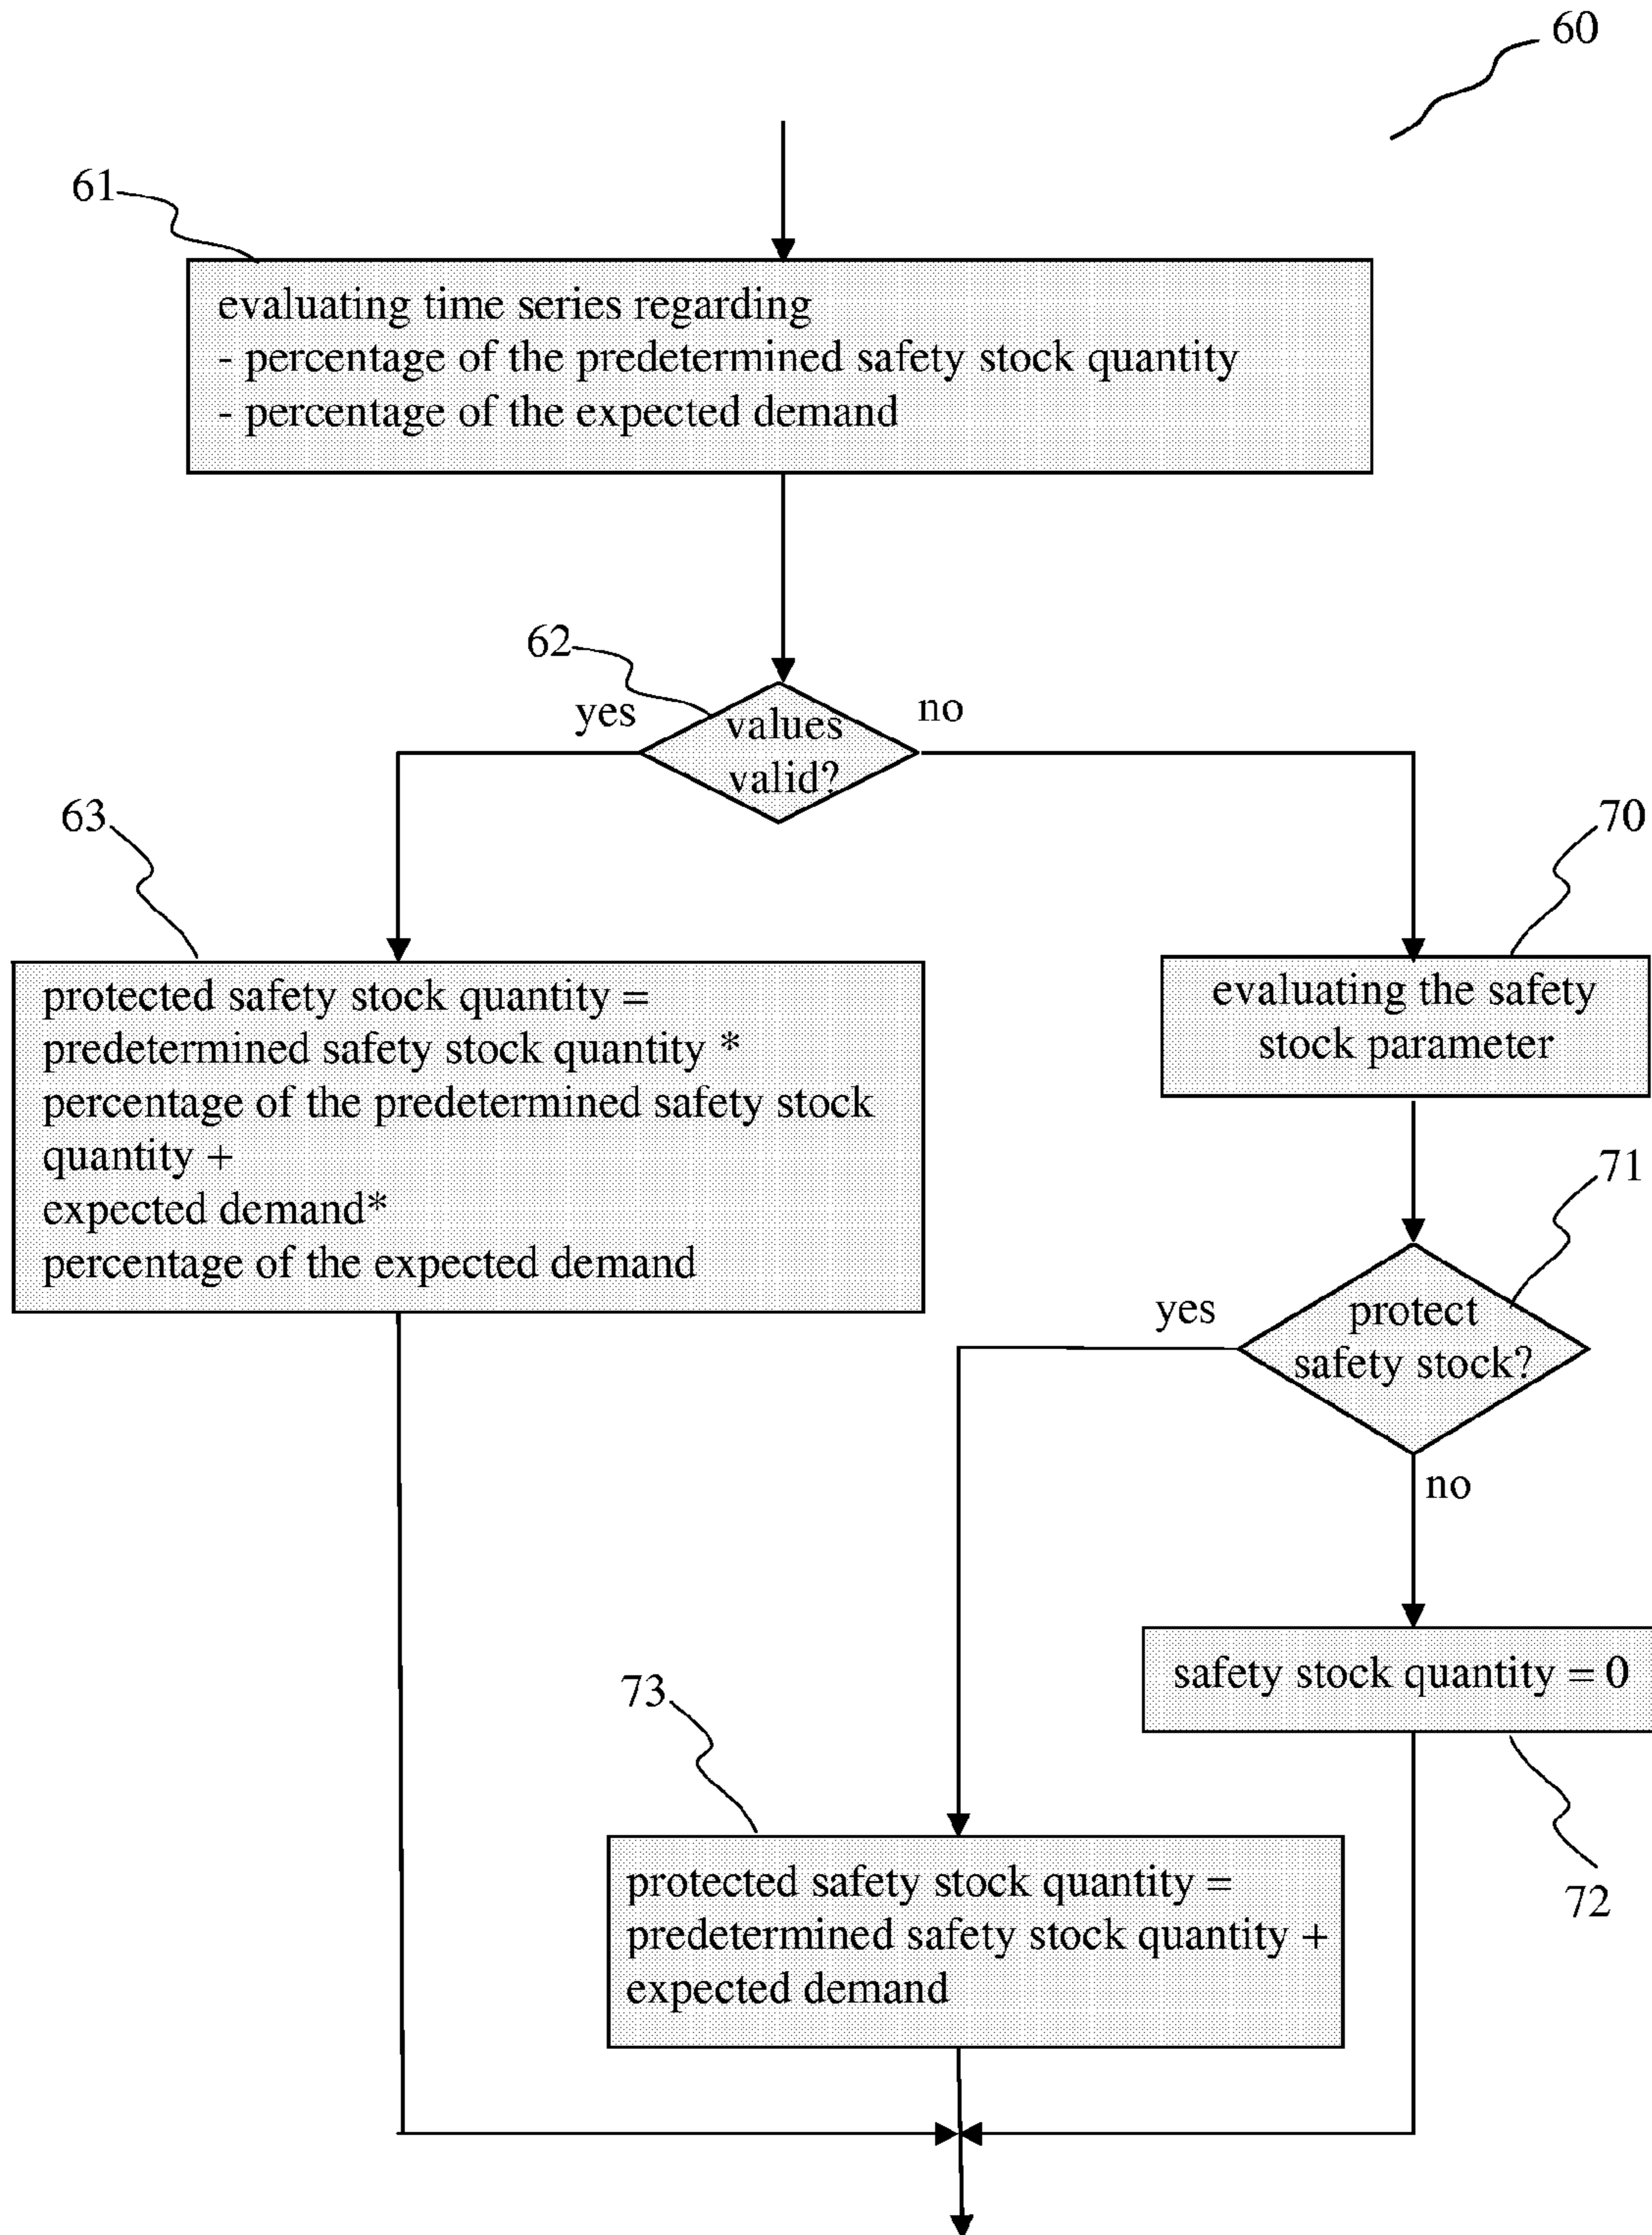 60
61
evaluating time series regarding
- percentage of the predetermined safety stock quantity
- percentage of the expected demand
62
yes
no
values
valid?
63
70
protected safety stock quantity =
predetermined safety stock quantity *
percentage of the predetermined safety stock
quantity +
expected demand*
percentage of the expected demand
evaluating the safety
stock parameter
71
yes
protect
safety stock?
no
safety stock quantity = 0
72
73
protected safety stock quantity =
predetermined safety stock quantity +
expected demand